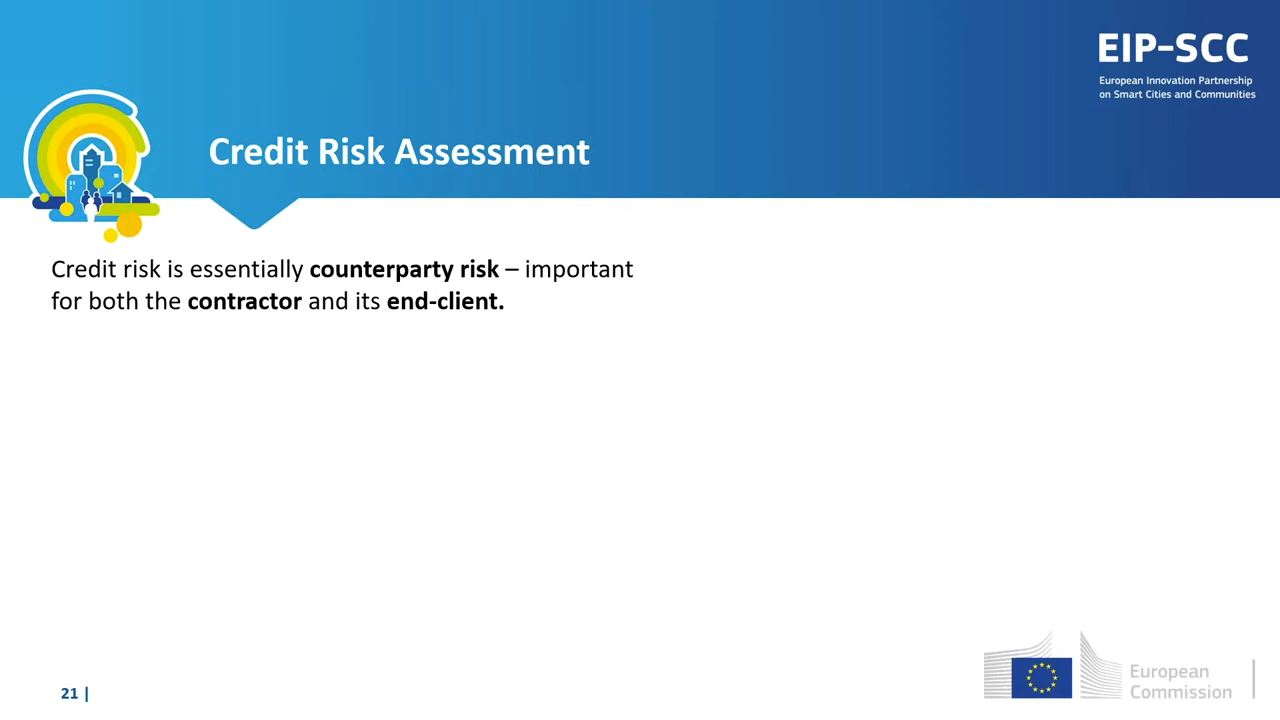 EIP-SCC
European Innovation Partnership
on Smart Cities and Communities
Credit Risk Assessment
Credit risk is essentially counterparty risk – important
for both the contractor and its end-client.
21 |
European
Commission